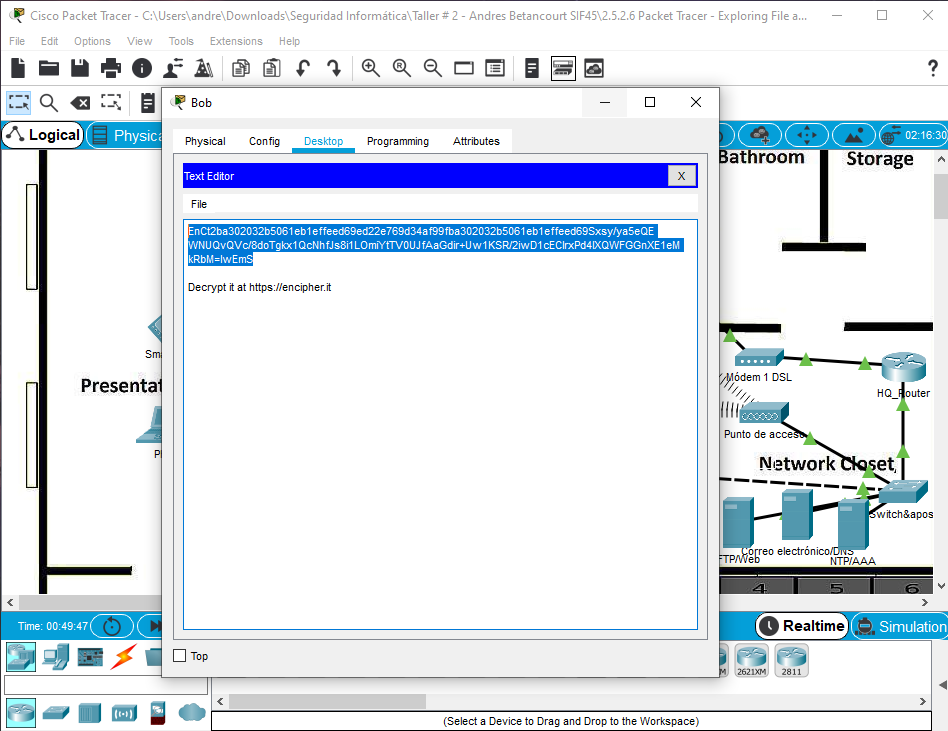 Cisco Packet Tracer - C:\Users\andre\Downloads\Seguridad Informática\Taller # 2 - Andres Betancourt SIF45\2.5.2.6 Packet Tracer - Exploring File a...
File Edit Options View Tools Extensions Help
?
Logical
Physica
02:16:30
Bob
Physical Config Desktop Programming Attributes
Text Editor
X
File
EnCt2ba302032b5061eb1effeed69ed22e769d34af99fba302032b5061eb1effeed69Sxsy/ya5eQE
WNUQvQVc/8doTgkx1QcNhfJs8i1LOmiYtTV0UJfAaGdir+Uw1KSR/2iwD1cEClrxPd4lXQWFGGnXE1eM
kRbM=IwEmS
Decrypt it at https://encipher.it
Top
Bathroom
Storage
Sma
Presentat
Módem 1 DSL
HQ_Router
Punto de acceso
Network Closet
Switch&apos
FTP/Web
Correo electrónico/DNS
NTP/AAA
4 5 6
Time: 00:49:47
Realtime
Simulation
2621XM
2811
(Select a Device to Drag and Drop to the Workspace)